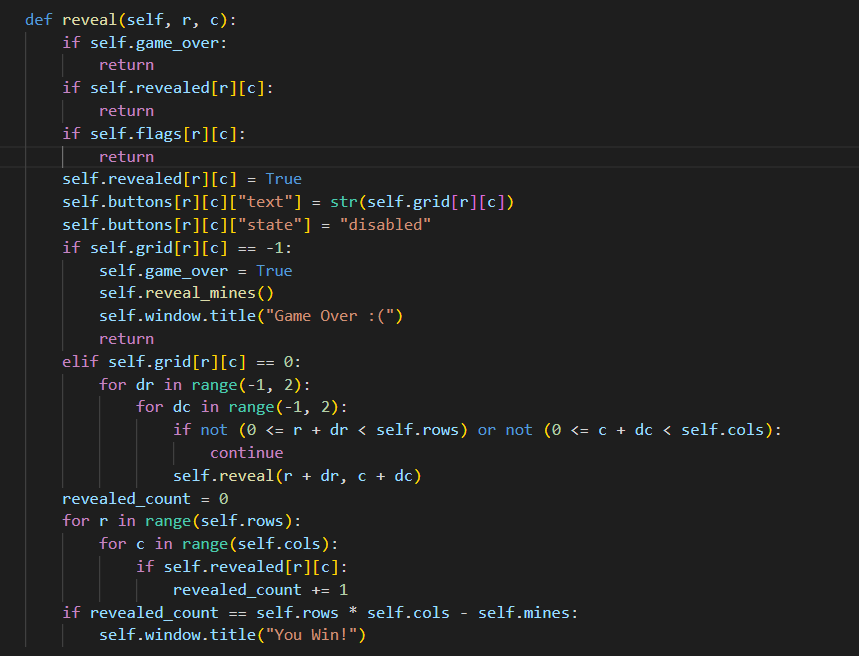 def reveal(self, r, c):
    if self.game_over:
        return
    if self.revealed[r][c]:
        return
    if self.flags[r][c]:
        return
    self.revealed[r][c] = True
    self.buttons[r][c]["text"] = str(self.grid[r][c])
    self.buttons[r][c]["state"] = "disabled"
    if self.grid[r][c] == -1:
        self.game_over = True
        self.reveal_mines()
        self.window.title("Game Over :(")
        return
    elif self.grid[r][c] == 0:
        for dr in range(-1, 2):
            for dc in range(-1, 2):
                if not (0 <= r + dr < self.rows) or not (0 <= c + dc < self.cols):
                    continue
                self.reveal(r + dr, c + dc)
    revealed_count = 0
    for r in range(self.rows):
        for c in range(self.cols):
            if self.revealed[r][c]:
                revealed_count += 1
    if revealed_count == self.rows * self.cols - self.mines:
        self.window.title("You Win!")